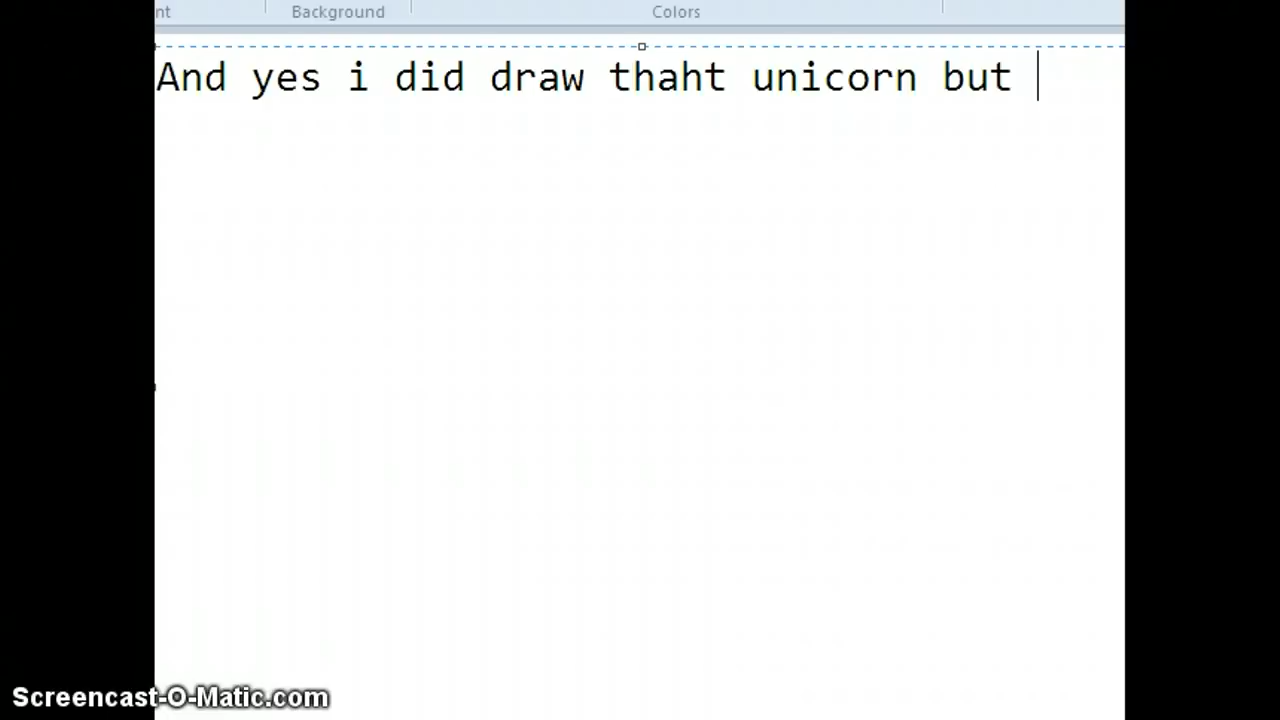 nt Background Colors
And yes i did draw thaht unicorn but
Screencast-O-Matic.com